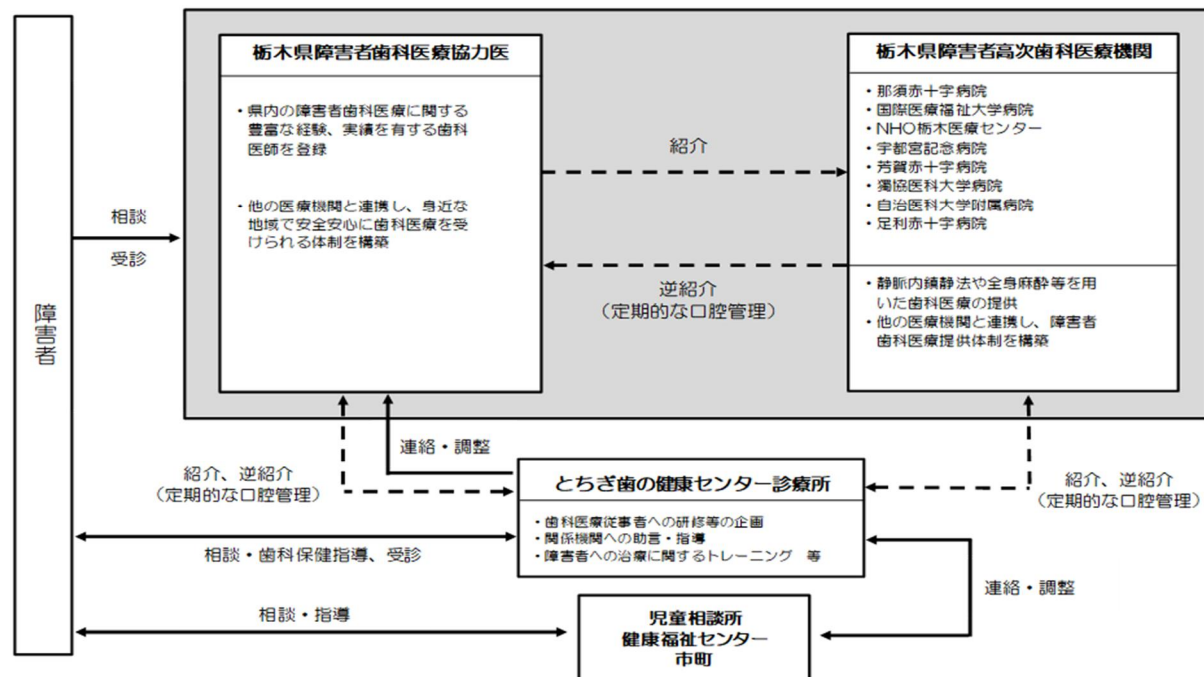 障害者
相談
受診
栃木県障害者歯科医療協力医
・県内の障害者歯科医療に関する
豊富な経験、実績を有する歯科
医師を登録
・他の医療機関と連携し、身近な
地域で安全安心に歯科医療を受
けられる体制を構築
紹介
逆紹介
（定期的な口腔管理）
栃木県障害者高次歯科医療機関
・那須赤十字病院
・国際医療福祉大学病院
・NHO栃木医療センター
・宇都宮記念病院
・芳賀赤十字病院
・獨協医科大学病院
・自治医科大学附属病院
・足利赤十字病院
・静脈内鎮静法や全身麻酔等を用
いた歯科医療の提供
・他の医療機関と連携し、障害者
歯科医療提供体制を構築
紹介、逆紹介
（定期的な口腔管理）
連絡・調整
とちぎ歯の健康センター診療所
・歯科医療従事者への研修等の企画
・関係機関への助言・指導
・障害者への治療に関するトレーニング　等
紹介、逆紹介
（定期的な口腔管理）
相談・歯科保健指導、受診
連絡・調整
相談・指導
児童相談所
健康福祉センター
市町